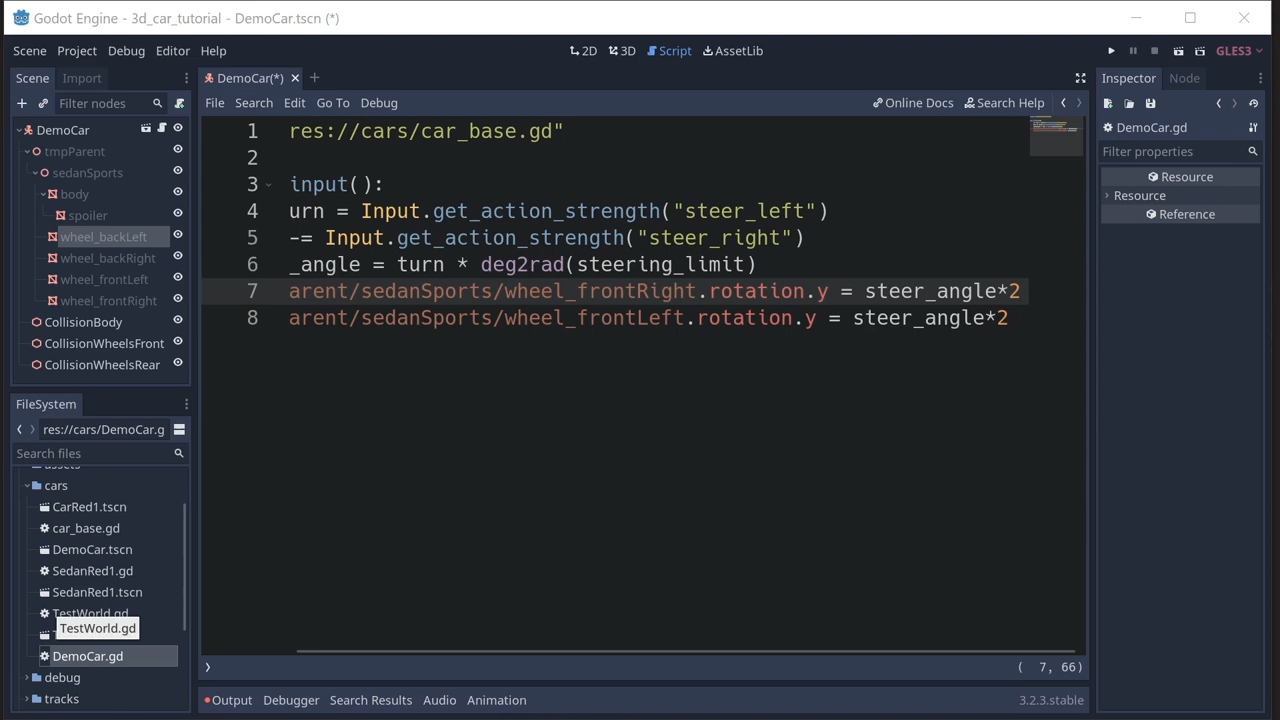 Godot Engine - 3d_car_tutorial - DemoCar.tscn (*)
Scene Project Debug Editor Help
2D 3D Script AssetLib
GLES3
Scene Import
DemoCar(*)
Inspector Node
Filter nodes
File Search Edit Go To Debug
Online Docs Search Help
DemoCar
tmpParent
sedanSports
body
spoiler
wheel_backLeft
wheel_backRight
wheel_frontLeft
wheel_frontRight
CollisionBody
CollisionWheelsFront
CollisionWheelsRear
1 res://cars/car_base.gd"
2
3 input():
4 urn = Input.get_action_strength("steer_left")
5 -= Input.get_action_strength("steer_right")
6 _angle = turn * deg2rad(steering_limit)
7 arent/sedanSports/wheel_frontRight.rotation.y = steer_angle*2
8 arent/sedanSports/wheel_frontLeft.rotation.y = steer_angle*2
( 7, 66)
DemoCar.gd
Filter properties
Resource
Resource
Reference
FileSystem
res://cars/DemoCar.g
Search files
assets
cars
CarRed1.tscn
car_base.gd
DemoCar.tscn
SedanRed1.gd
SedanRed1.tscn
TestWorld.gd
TestWorld.gd
DemoCar.gd
debug
tracks
Output Debugger Search Results Audio Animation
3.2.3.stable